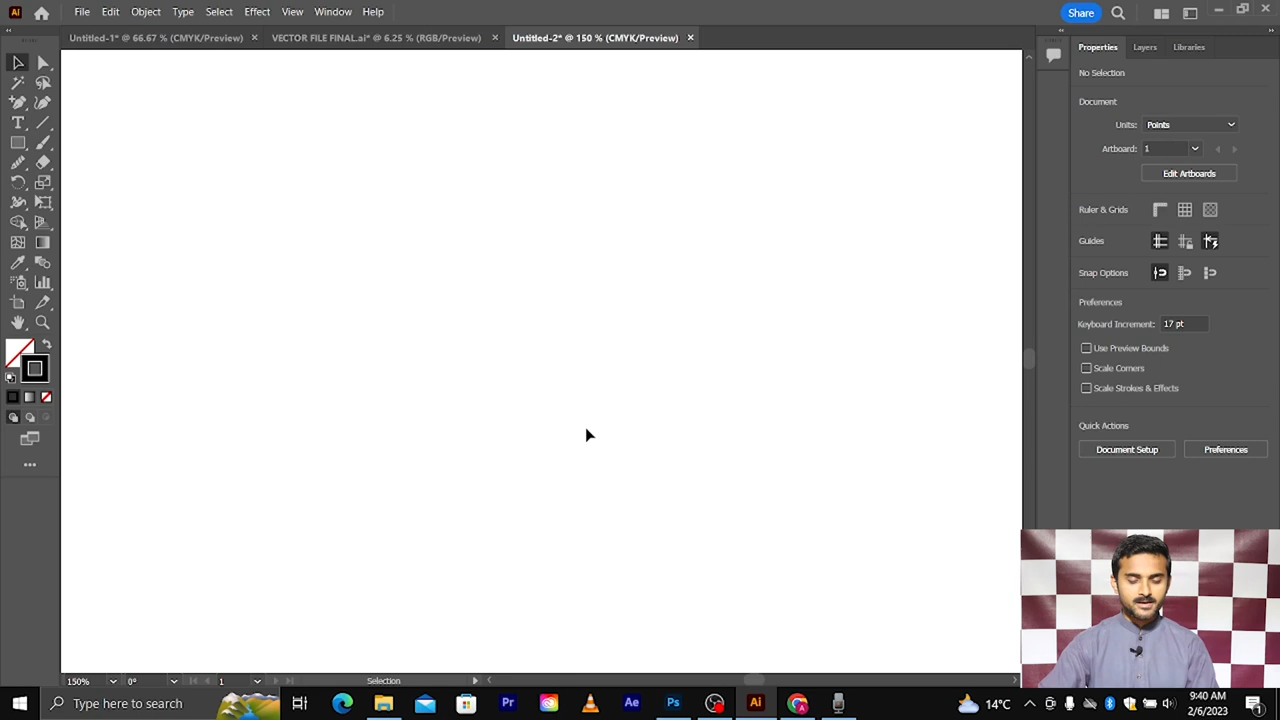 Ai File Edit Object Type Select Effect View Window Help Share
Untitled-1* @ 66.67 % (CMYK/Preview) VECTOR FILE FINAL.ai* @ 6.25 % (RGB/Preview) Untitled-2* @ 150 % (CMYK/Preview)
Properties Layers Libraries
No Selection
Document
Units: Points
Artboard: 1
Edit Artboards
Ruler & Grids
Guides
Snap Options
Preferences
Keyboard Increment: 17 pt
Use Preview Bounds
Scale Corners
Scale Strokes & Effects
Quick Actions
Document Setup Preferences
150% 0° 1 Selection
Type here to search Pr Ae Ps Ai 14°C 9:40 AM
2/6/2023